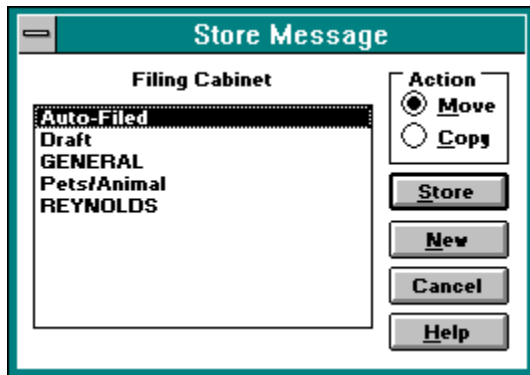 Store Message
Filing Cabinet
Auto-Filed
Draft
GENERAL
Pets/Animal
REYNOLDS
Action
Move
Copy
Store
New
Cancel
Help